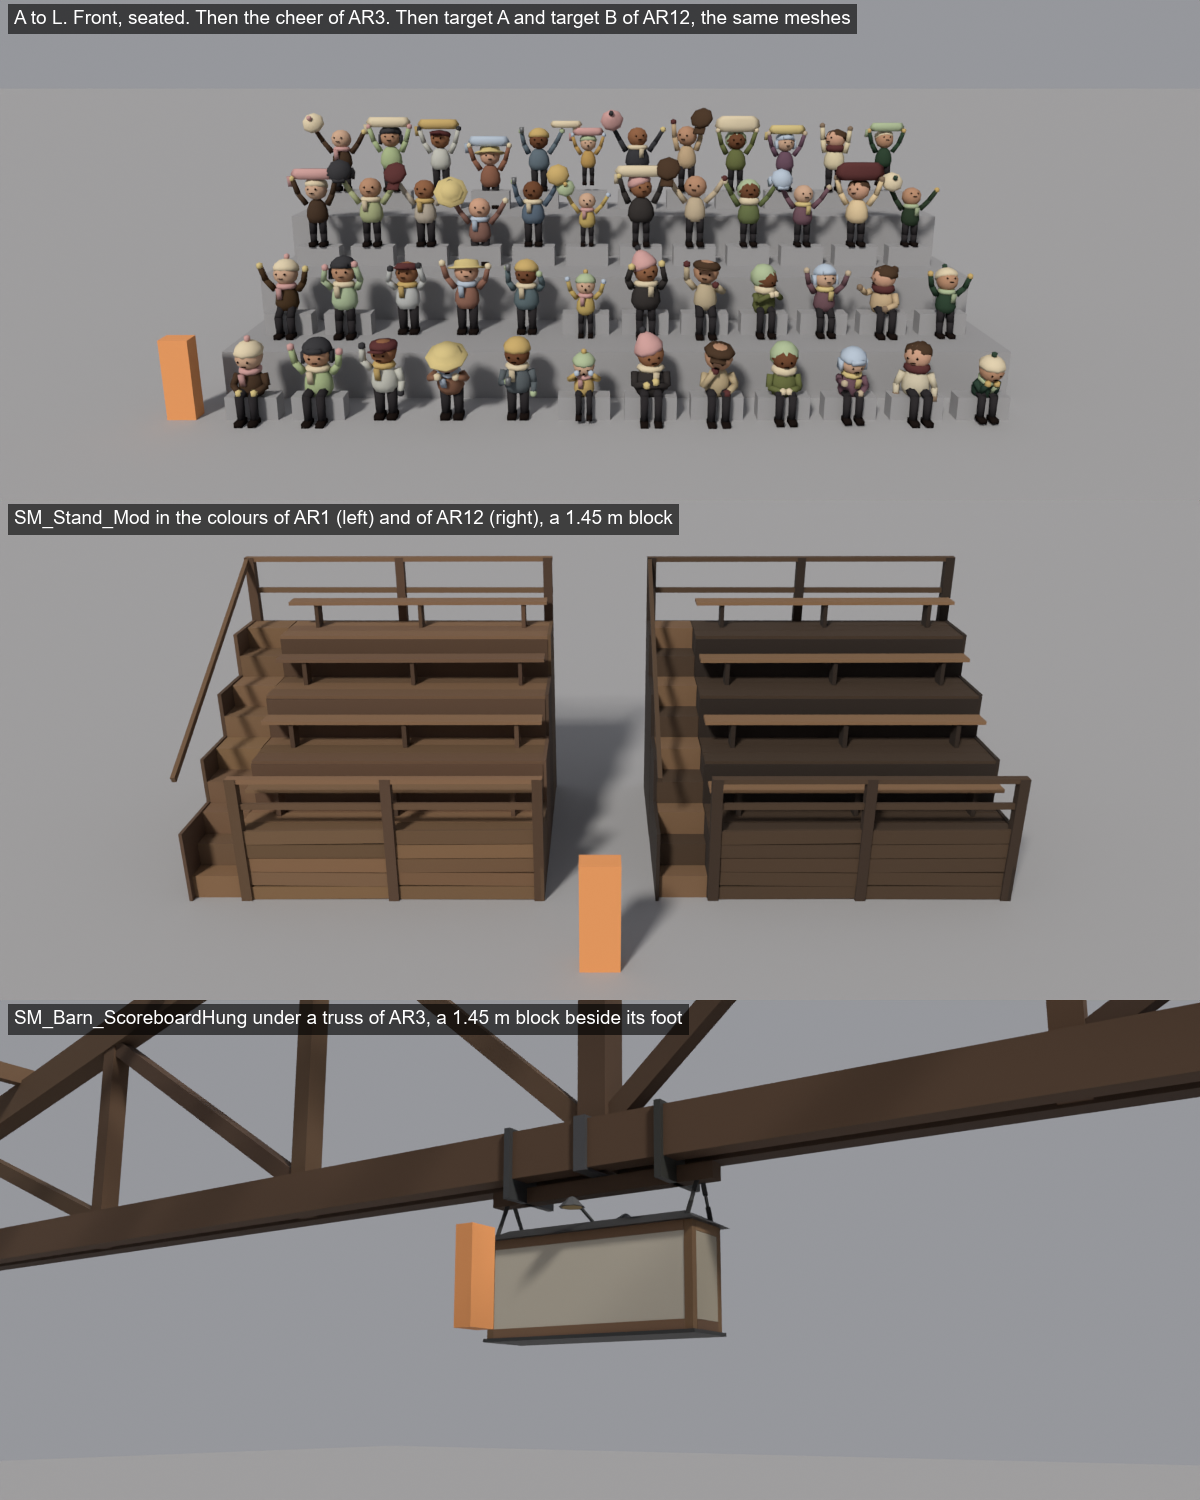 A to L. Front, seated. Then the cheer of AR3. Then target A and target B of AR12, the same meshes
SM_Stand_Mod in the colours of AR1 (left) and of AR12 (right), a 1.45 m block
SM_Barn_ScoreboardHung under a truss of AR3, a 1.45 m block beside its foot